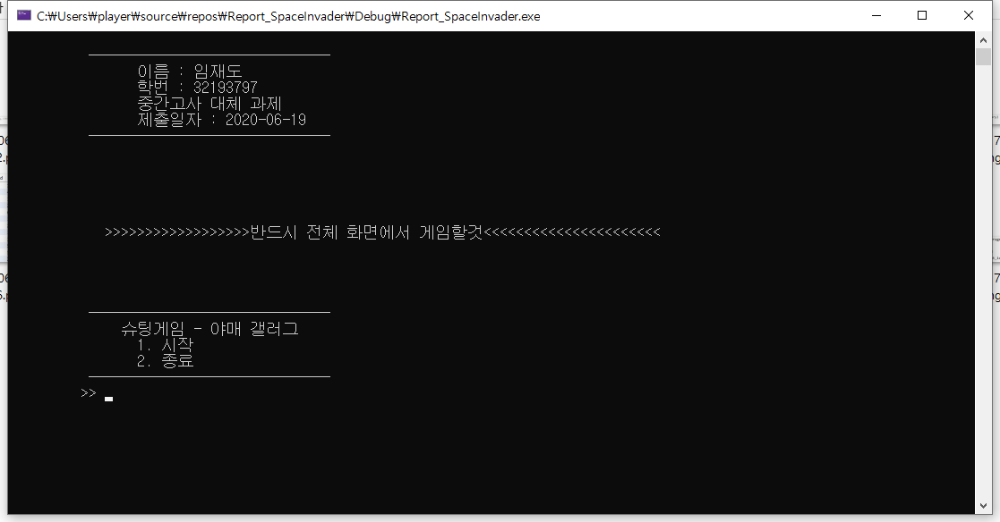 C:₩Users₩player₩source₩repos₩Report_SpaceInvader₩Debug₩Report_SpaceInvader.exe
이름 : 임재도
학번 : 32193797
중간고사 대체 과제
제출일자 : 2020-06-19
>>>>>>>>>>>>>>>>>>반드시 전체 화면에서 게임할것<<<<<<<<<<<<<<<<<<<<<<
슈팅게임 - 야매 갤러그
1. 시작
2. 종료
>>